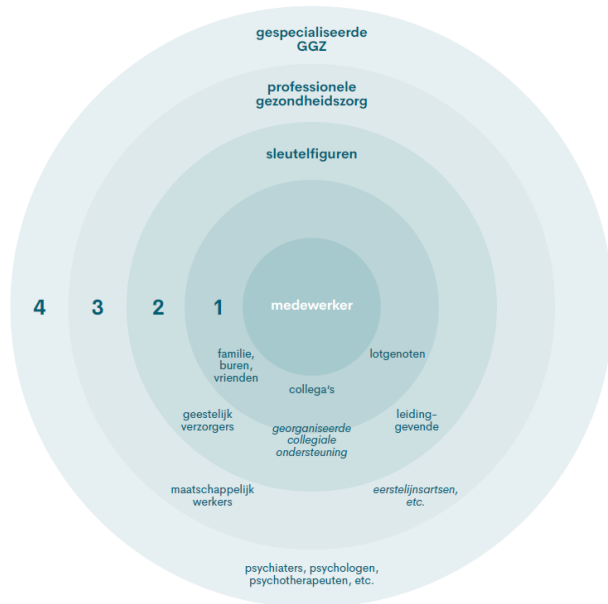 gespecialiseerde
GGZ
professionele
gezondheidszorg
sleutelfiguren
4 3 2 1 medewerker
familie,
buren,
vrienden
lotgenoten
collega's
geestelijk
verzorgers
georganiseerde
collegiale
ondersteuning
leiding-
gevende
maatschappelijk
werkers
eerstelijnsartsen,
etc.
psychiaters, psychologen,
psychotherapeuten, etc.